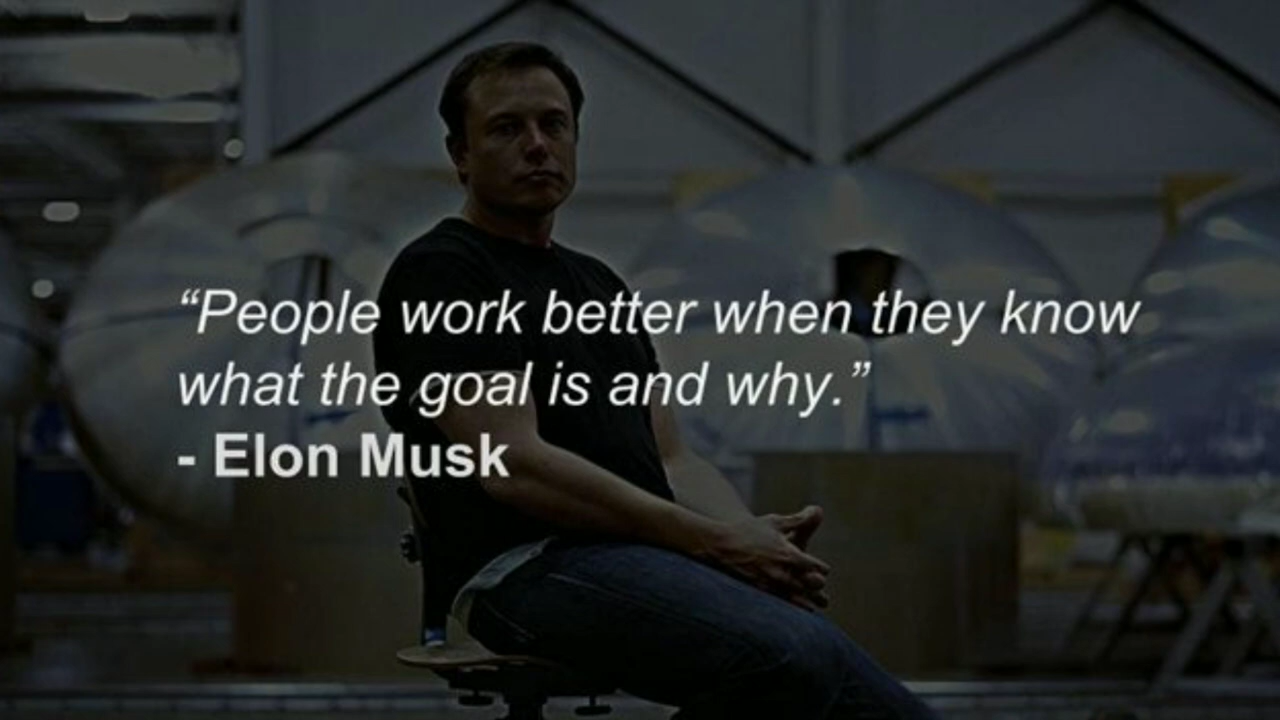 “People work better when they know
what the goal is and why.”
- Elon Musk